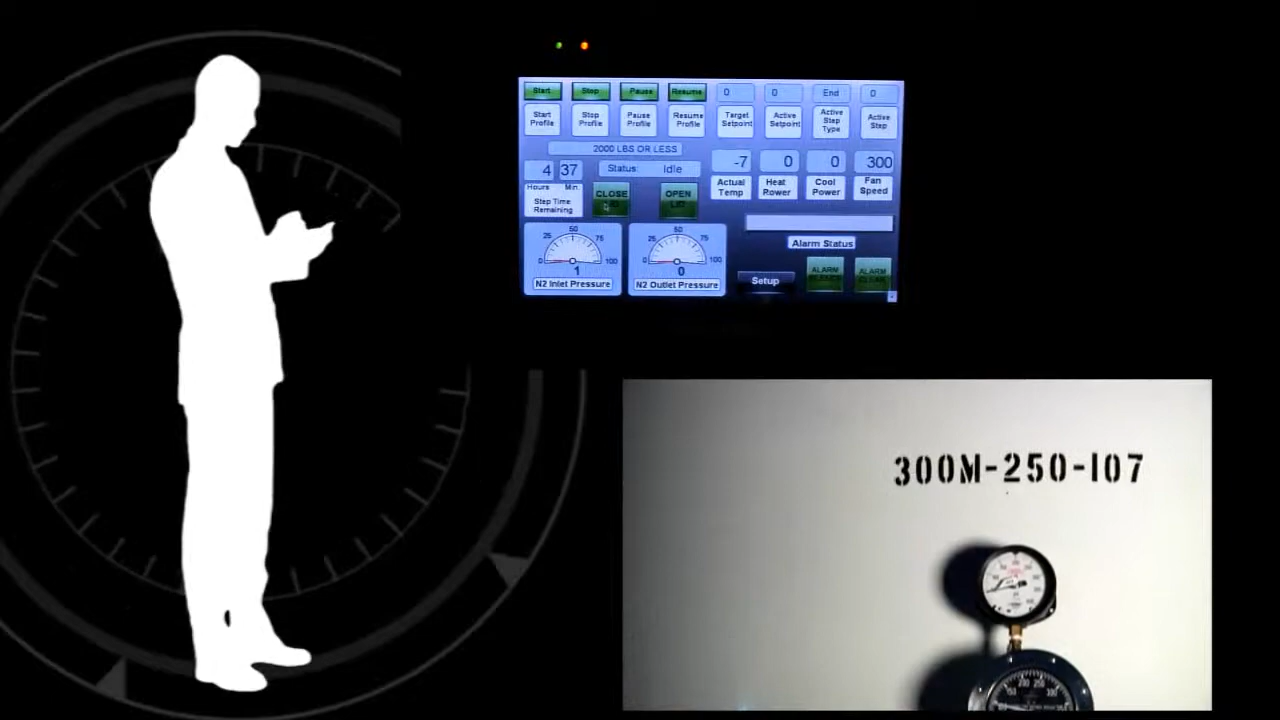 Start Stop Pause Resume 0 0 End 0
Start Profile Stop Profile Pause Profile Resume Profile Target Setpoint Active Setpoint Active Step Type Active Step
2000 LBS OR LESS
4 37 Status: Idle -7 0 0 300
Hours Min. CLOSE OPEN LID Actual Temp Heat Power Cool Power Fan Speed
Step Time Remaining
Alarm Status
0 25 50 75 100 0 25 50 75 100
1 0
N2 Inlet Pressure N2 Outlet Pressure Setup ALARM SILENCE ALARM CLEAR
300M-250-107